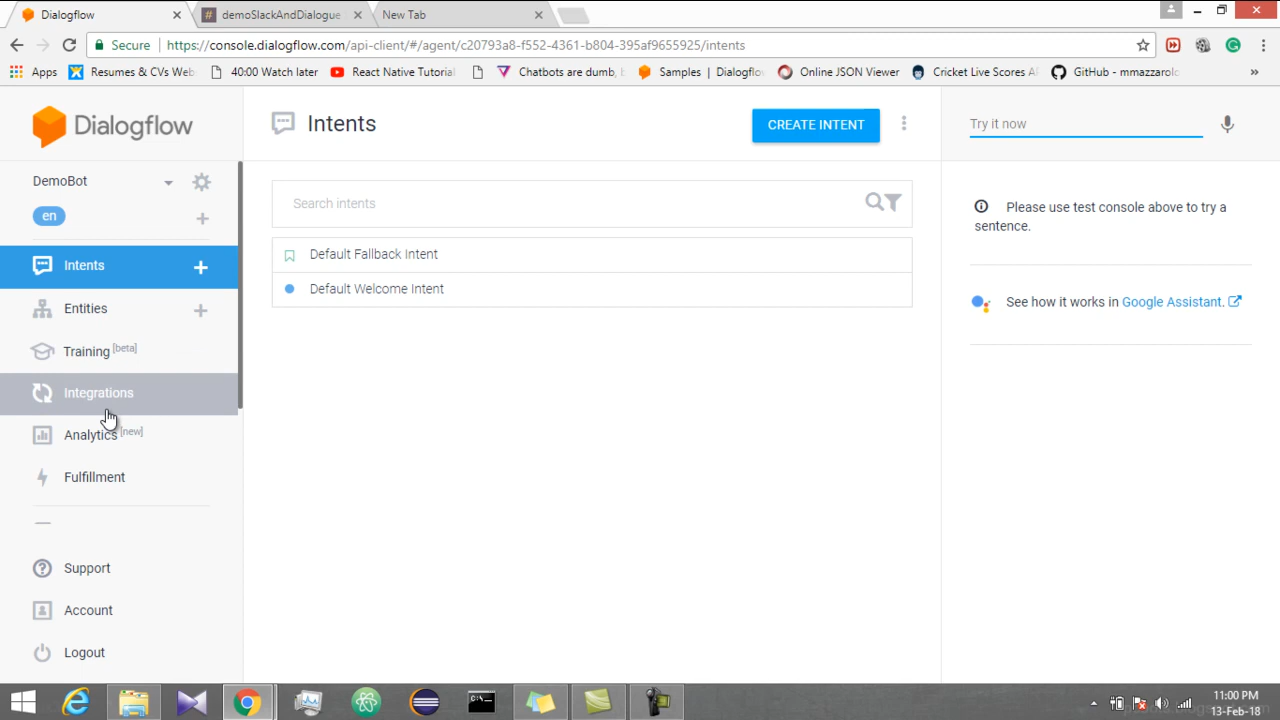 Dialogflow
demoSlackAndDialogue
New Tab
Secure https://console.dialogflow.com/api-client/#/agent/c20793a8-f552-4361-b804-395af9655925/intents
Apps Resumes & CVs Web 40:00 Watch later React Native Tutoria Chatbots are dumb, Samples | Dialogflo Online JSON Viewer Cricket Live Scores A GitHub - mmazzarol »
Dialogflow
Intents
CREATE INTENT
Try it now
DemoBot
en
Search intents
Please use test console above to try a
sentence.
Intents
Default Fallback Intent
Default Welcome Intent
Entities
See how it works in Google Assistant.
Training [beta]
Integrations
Analytics [new]
Fulfillment
Support
Account
Logout
C:\_
11:00 PM
13-Feb-18